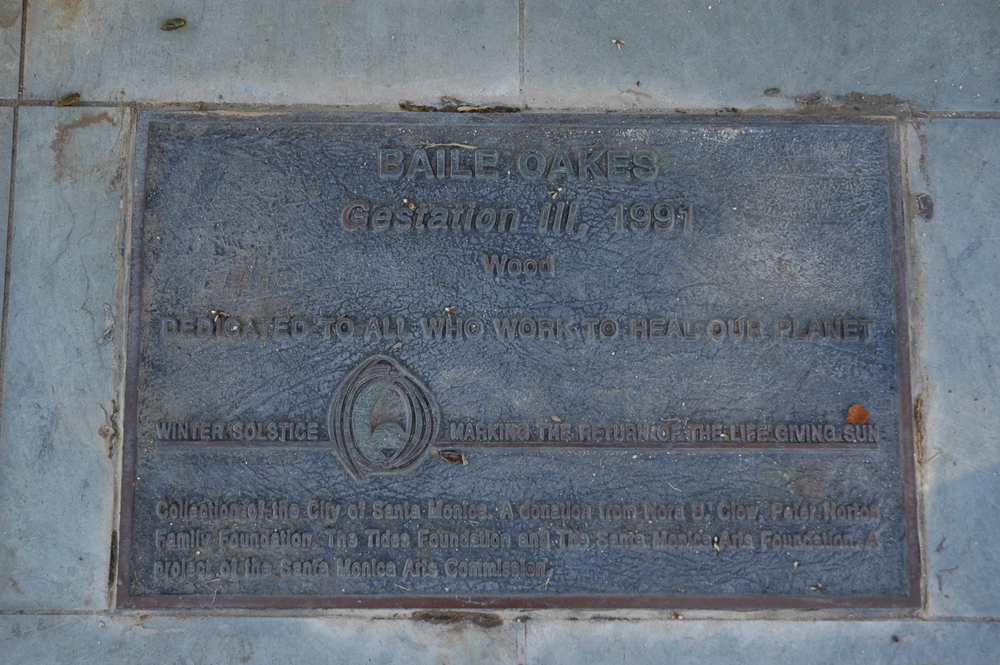 BAILE OAKES
Gestation III, 1991
Wood
DEDICATED TO ALL WHO WORK TO HEAL OUR PLANET
WINTER SOLSTICE MARKING THE RETURN OF THE LIFE GIVING SUN
Collection of the City of Santa Monica. A donation from Nora B. Clow, Peter Norton
Family Foundation, The Tides Foundation and The Santa Monica Arts Foundation. A
project of the Santa Monica Arts Commission.